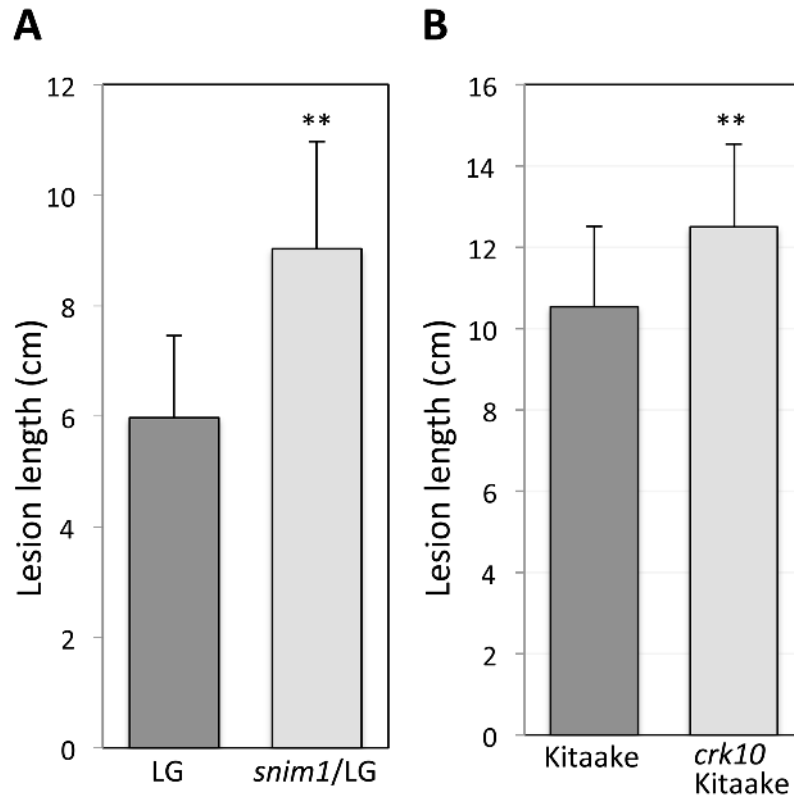 A
B
Lesion length (cm)
12
10
8
6
4
2
0
**
LG
snim1/LG
Lesion length (cm)
16
14
12
10
8
6
4
2
0
**
Kitaake
crk10
Kitaake